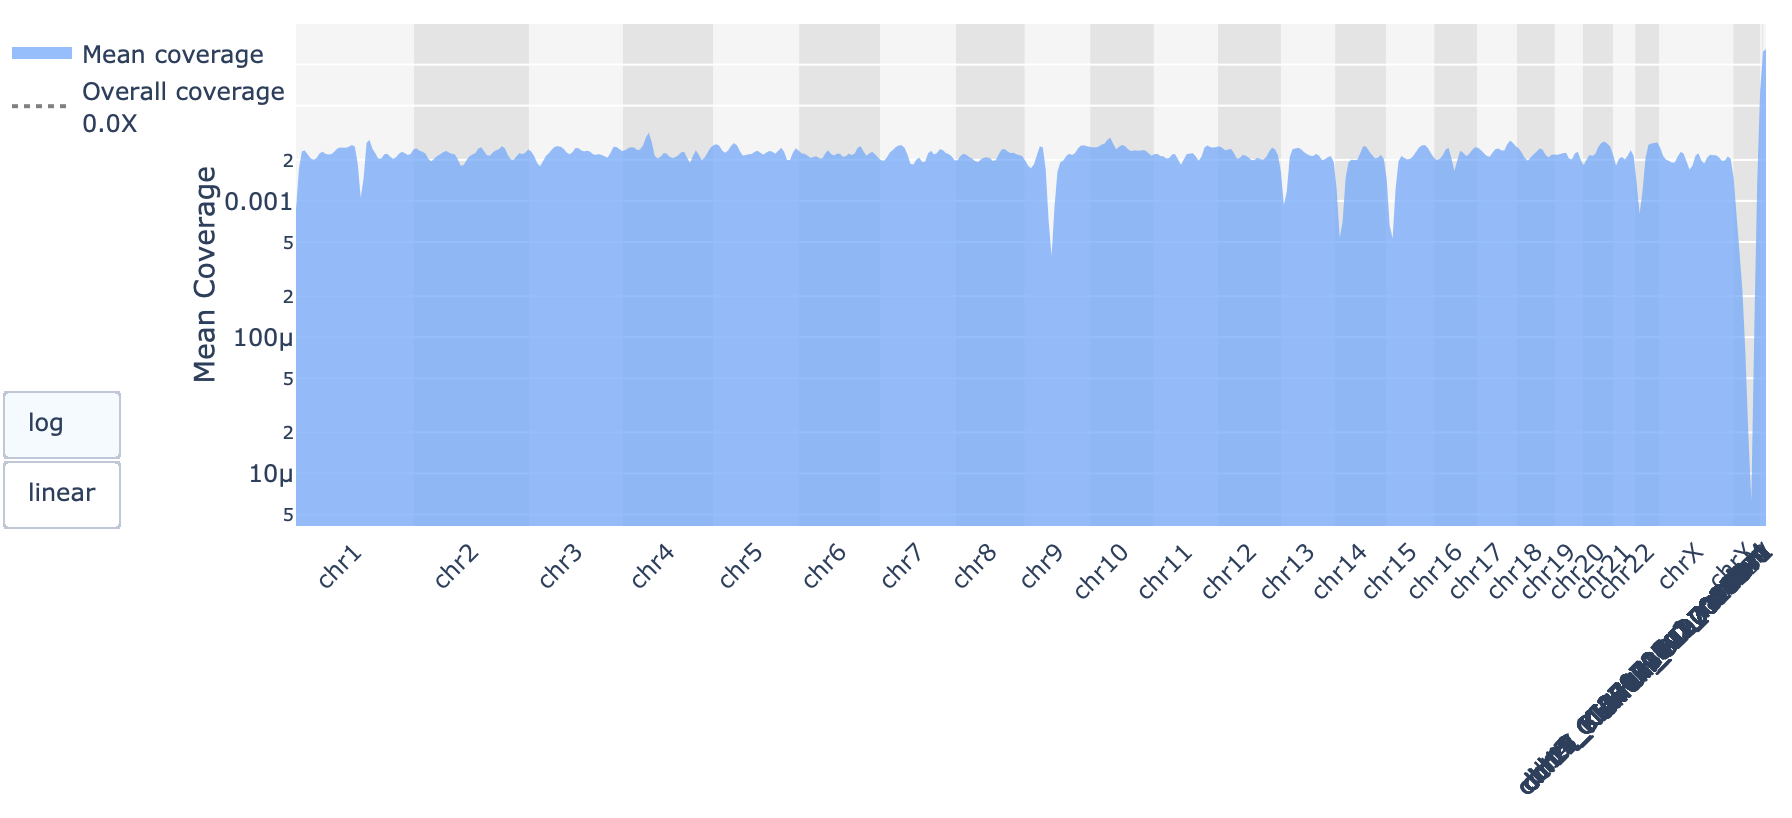 Mean coverage
Overall coverage
0.0X
Mean Coverage
2
0.001
5
2
100µ
5
2
10µ
5
log
linear
chr1
chr2
chr3
chr4
chr5
chr6
chr7
chr8
chr9
chr10
chr11
chr12
chr13
chr14
chr15
chr16
chr17
chr18
chr19
chr20
chr21
chr22
chrX